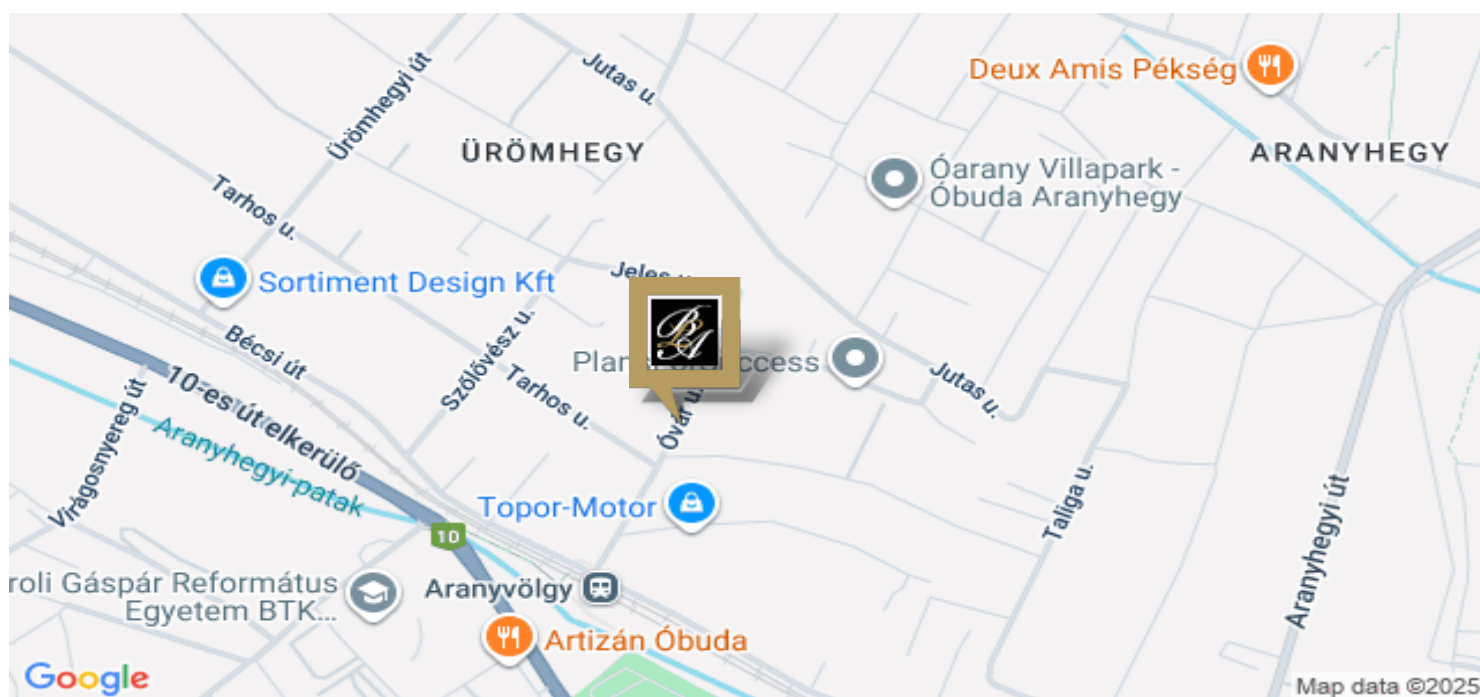 Ürömhegyi út
Jutas u.
Deux Amis Pékség
ÜRÖMHEGY
ARANYHEGY
Óarany Villapark -
Óbuda Aranyhegy
Tarhos u.
Jeles
Sortiment Design Kft
Bécsi út
Szőlővész u.
BA
Óvár u.
Jutas u.
Tarhos u.
10-es út elkerülő
Virágosnyereg út
Aranyhegyi-patak
Topor-Motor
Taliga u.
Aranyhegyi út
10
roli Gáspár Református
Egyetem BTK...
Aranyvölgy
Artizán Óbuda
Google
Map data ©2025